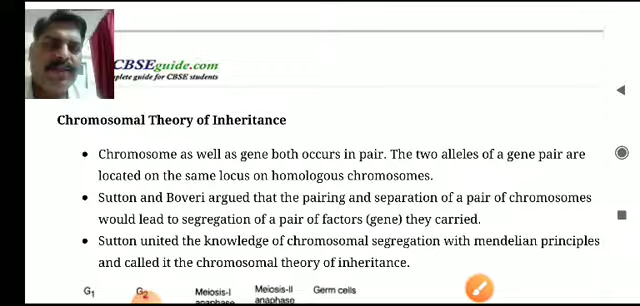 CBSEguide.com
plete guide for CBSE students
Chromosomal Theory of Inheritance
• Chromosome as well as gene both occurs in pair. The two alleles of a gene pair are
located on the same locus on homologous chromosomes.
• Sutton and Boveri argued that the pairing and separation of a pair of chromosomes
would lead to segregation of a pair of factors (gene) they carried.
• Sutton united the knowledge of chromosomal segregation with mendelian principles
and called it the chromosomal theory of inheritance.
G1 G2 Meiosis-I Meiosis-II Germ cells
anaphase anaphase